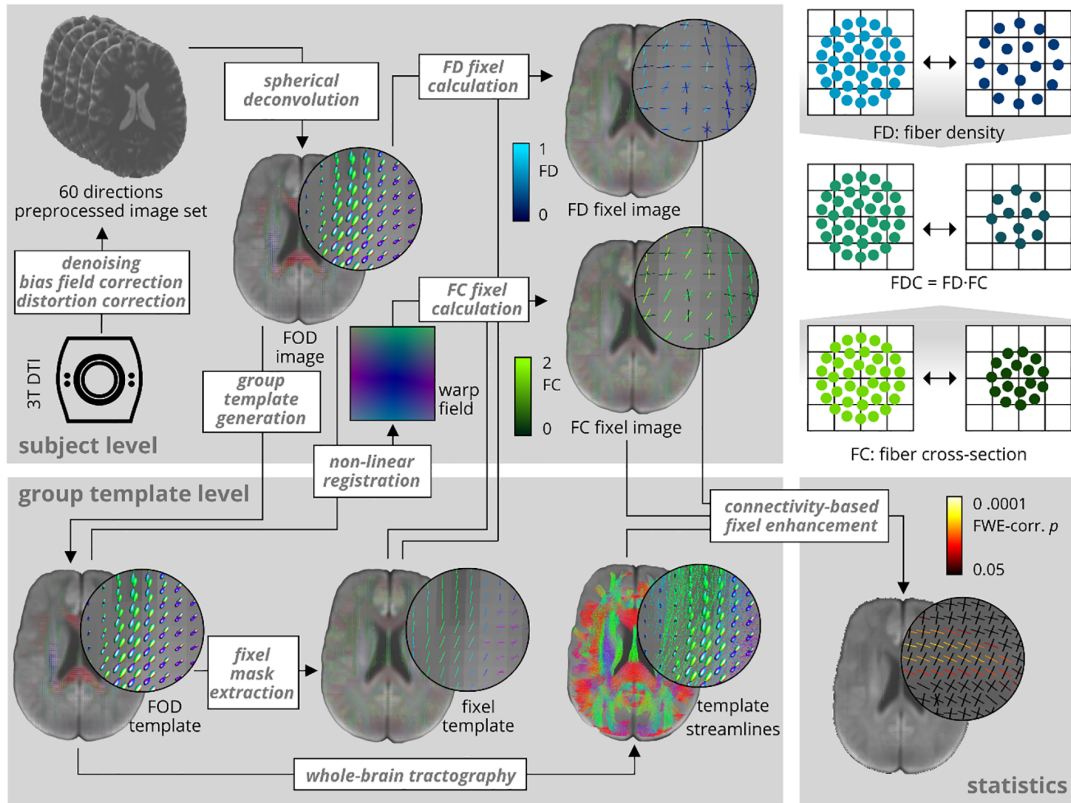 spherical
deconvolution
FD fixel
calculation
1
FD
0
FD fixel image
60 directions
preprocessed image set
denoising
bias field correction
distortion correction
3T DTI
FOD
image
group
template
generation
FC fixel
calculation
warp
field
non-linear
registration
2
FC
0
FC fixel image
subject level
FD: fiber density
FDC = FD·FC
FC: fiber cross-section
group template level
FOD
template
fixel
mask
extraction
fixel
template
template
streamlines
whole-brain tractography
connectivity-based
fixel enhancement
0 .0001
FWE-corr. p
0.05
statistics